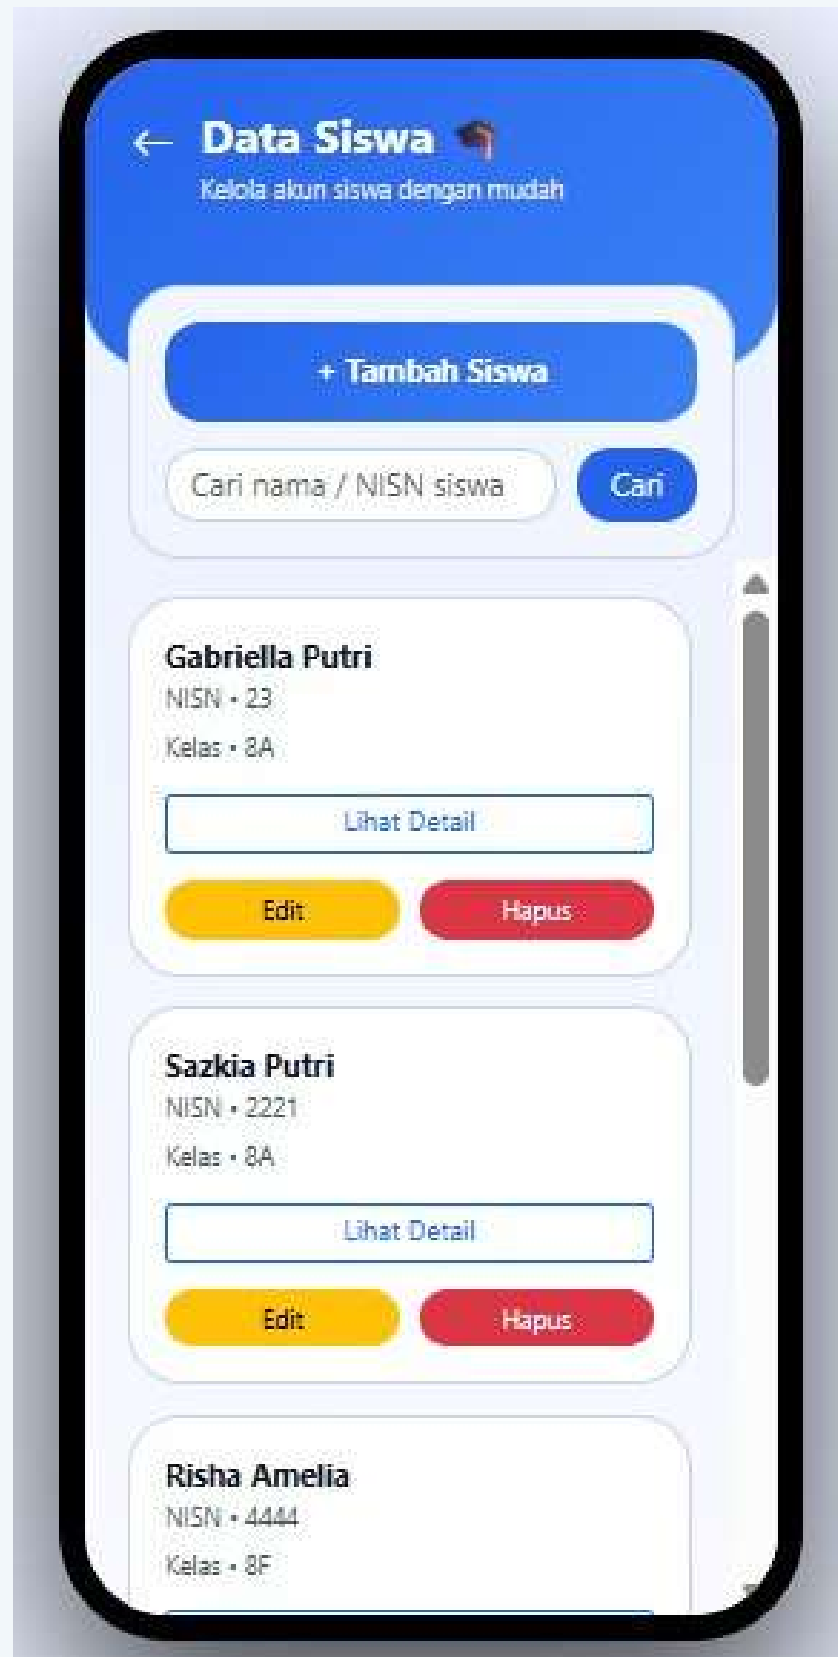 ← Data Siswa
Kelola akun siswa dengan mudah
+ Tambah Siswa
Cari nama / NISN siswa
Cari
Gabriella Putri
NISN • 23
Kelas • 8A
Lihat Detail
Edit
Hapus
Sazkia Putri
NISN • 2221
Kelas • 8A
Lihat Detail
Edit
Hapus
Risha Amelia
NISN • 4444
Kelas • 8F